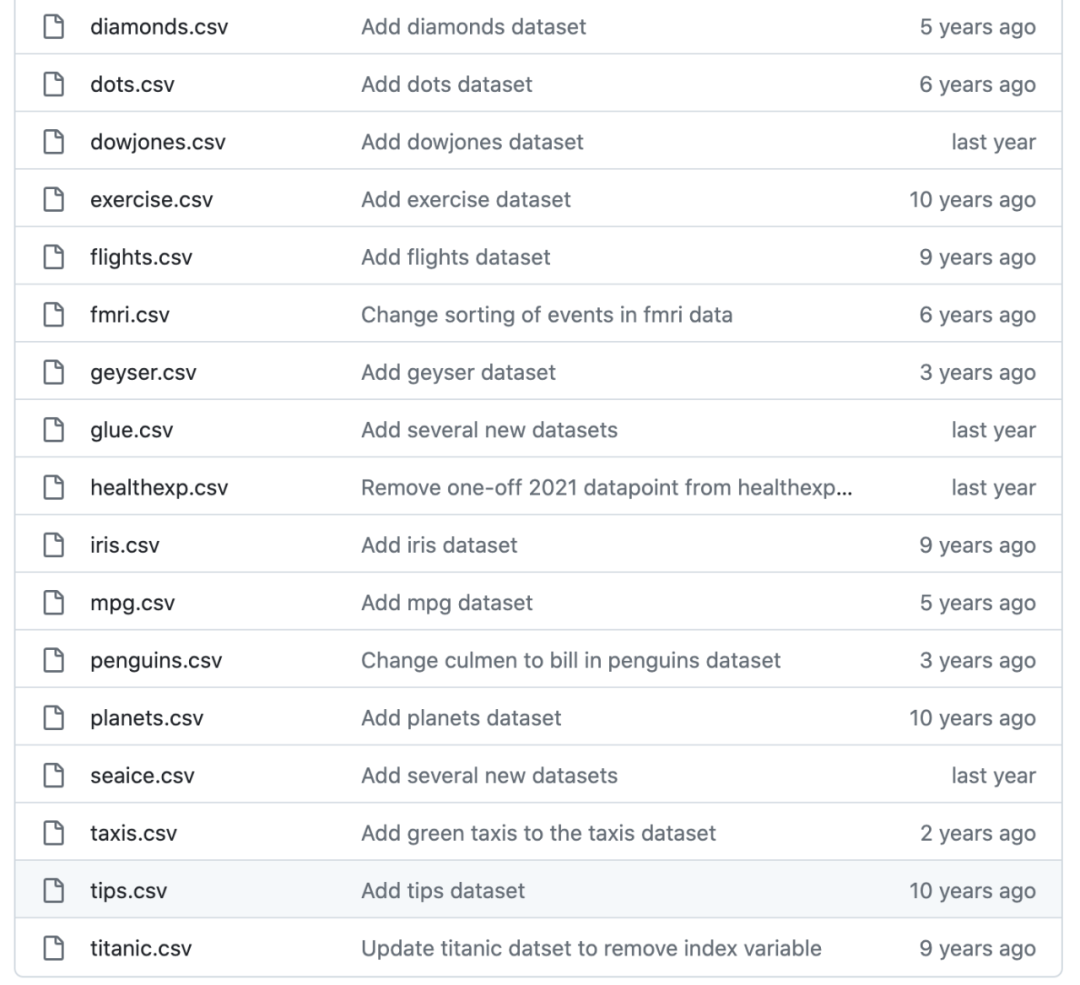 diamonds.csv Add diamonds dataset 5 years ago
dots.csv Add dots dataset 6 years ago
dowjones.csv Add dowjones dataset last year
exercise.csv Add exercise dataset 10 years ago
flights.csv Add flights dataset 9 years ago
fmri.csv Change sorting of events in fmri data 6 years ago
geyser.csv Add geyser dataset 3 years ago
glue.csv Add several new datasets last year
healthexp.csv Remove one-off 2021 datapoint from healthexp... last year
iris.csv Add iris dataset 9 years ago
mpg.csv Add mpg dataset 5 years ago
penguins.csv Change culmen to bill in penguins dataset 3 years ago
planets.csv Add planets dataset 10 years ago
seaice.csv Add several new datasets last year
taxis.csv Add green taxis to the taxis dataset 2 years ago
tips.csv Add tips dataset 10 years ago
titanic.csv Update titanic datset to remove index variable 9 years ago